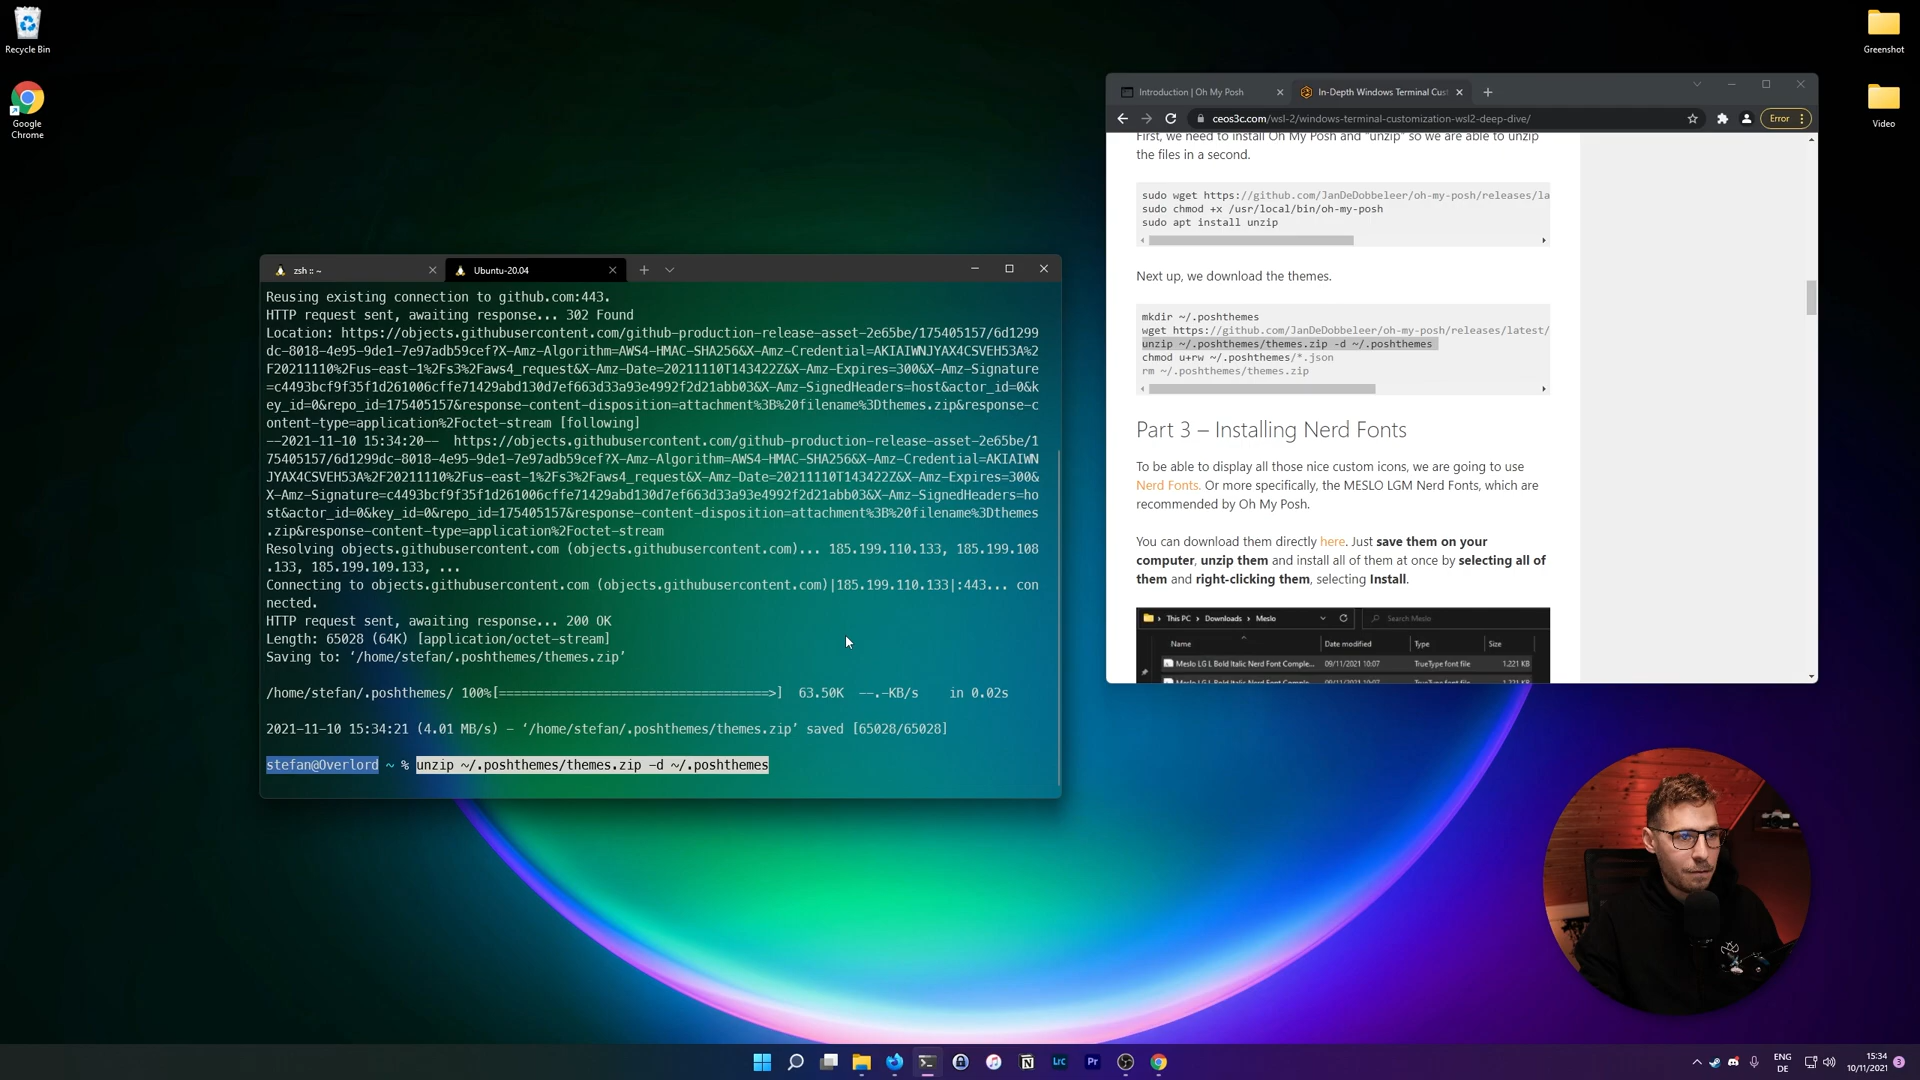 Recycle Bin
Google
Chrome
Greenshot
Video
zsh :: ~
Ubuntu-20.04
Reusing existing connection to github.com:443.
HTTP request sent, awaiting response... 302 Found
Location: https://objects.githubusercontent.com/github-production-release-asset-2e65be/175405157/6d1299
dc-8018-4e95-9de1-7e97adb59cef?X-Amz-Algorithm=AWS4-HMAC-SHA256&X-Amz-Credential=AKIAIWNJYAX4CSVEH53A%2
F20211110%2Fus-east-1%2Fs3%2Faws4_request&X-Amz-Date=20211110T143422Z&X-Amz-Expires=300&X-Amz-Signature
=c4493bcf9f35f1d261006cffe71429abd130d7ef663d33a93e4992f2d21abb03&X-Amz-SignedHeaders=host&actor_id=0&k
ey_id=0&repo_id=175405157&response-content-disposition=attachment%3B%20filename%3Dthemes.zip&response-c
ontent-type=application%2Foctet-stream [following]
--2021-11-10 15:34:20-- https://objects.githubusercontent.com/github-production-release-asset-2e65be/1
75405157/6d1299dc-8018-4e95-9de1-7e97adb59cef?X-Amz-Algorithm=AWS4-HMAC-SHA256&X-Amz-Credential=AKIAIWN
JYAX4CSVEH53A%2F20211110%2Fus-east-1%2Fs3%2Faws4_request&X-Amz-Date=20211110T143422Z&X-Amz-Expires=300&
X-Amz-Signature=c4493bcf9f35f1d261006cffe71429abd130d7ef663d33a93e4992f2d21abb03&X-Amz-SignedHeaders=ho
st&actor_id=0&key_id=0&repo_id=175405157&response-content-disposition=attachment%3B%20filename%3Dthemes
.zip&response-content-type=application%2Foctet-stream
Resolving objects.githubusercontent.com (objects.githubusercontent.com)... 185.199.110.133, 185.199.108
.133, 185.199.109.133, ...
Connecting to objects.githubusercontent.com (objects.githubusercontent.com)|185.199.110.133|:443... con
nected.
HTTP request sent, awaiting response... 200 OK
Length: 65028 (64K) [application/octet-stream]
Saving to: ‘/home/stefan/.poshthemes/themes.zip’
/home/stefan/.poshthemes/ 100%[====================================>] 63.50K --.-KB/s in 0.02s
2021-11-10 15:34:21 (4.01 MB/s) - ‘/home/stefan/.poshthemes/themes.zip’ saved [65028/65028]
stefan@Overlord ~ % unzip ~/.poshthemes/themes.zip -d ~/.poshthemes
Introduction | Oh My Posh
In-Depth Windows Terminal Cus
ceos3c.com/wsl-2/windows-terminal-customization-wsl2-deep-dive/
Error
First, we need to install Oh My Posh and "unzip" so we are able to unzip
the files in a second.
sudo wget https://github.com/JanDeDobbeleer/oh-my-posh/releases/la
sudo chmod +x /usr/local/bin/oh-my-posh
sudo apt install unzip
Next up, we download the themes.
mkdir ~/.poshthemes
wget https://github.com/JanDeDobbeleer/oh-my-posh/releases/latest/
unzip ~/.poshthemes/themes.zip -d ~/.poshthemes
chmod u+rw ~/.poshthemes/*.json
rm ~/.poshthemes/themes.zip
Part 3 – Installing Nerd Fonts
To be able to display all those nice custom icons, we are going to use
Nerd Fonts. Or more specifically, the MESLO LGM Nerd Fonts, which are
recommended by Oh My Posh.
You can download them directly here. Just save them on your
computer, unzip them and install all of them at once by selecting all of
them and right-clicking them, selecting Install.
This PC > Downloads > Meslo
Search Meslo
Name Date modified Type Size
Meslo LG L Bold Italic Nerd Font Comple... 09/11/2021 10:07 TrueType font file 1.221 KB
Meslo LG L Bold Italic Nerd Font Comple... 09/11/2021 10:07 TrueType font file 1.221 KB
Lrc
Pr
ENG
DE
15:34
10/11/2021
3